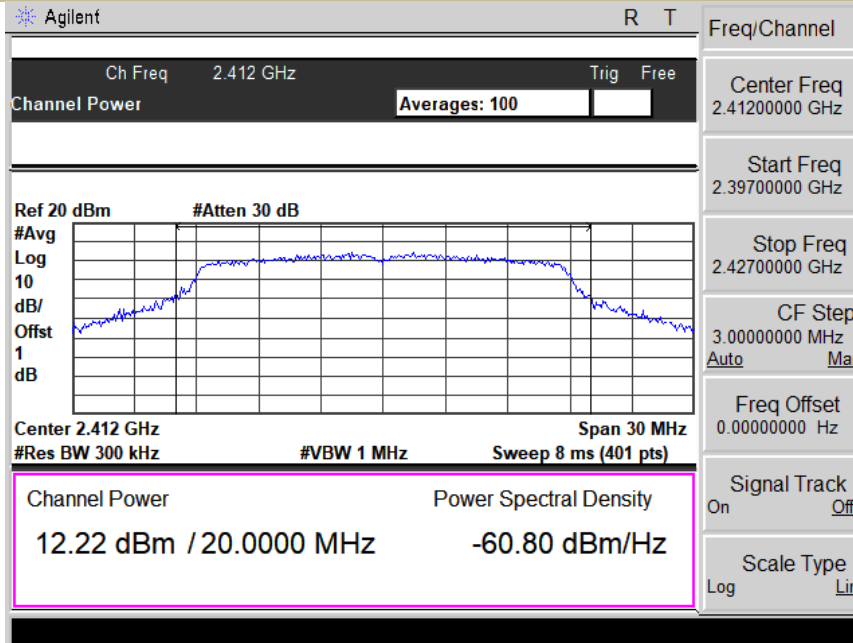 Agilent R T
Ch Freq 2.412 GHz Trig Free
Channel Power Averages: 100
Ref 20 dBm #Atten 30 dB
#Avg
Log
10
dB/
Offst
1
dB
Center 2.412 GHz Span 30 MHz
#Res BW 300 kHz #VBW 1 MHz Sweep 8 ms (401 pts)
Channel Power Power Spectral Density
12.22 dBm / 20.0000 MHz -60.80 dBm/Hz
Freq/Channel
Center Freq
2.41200000 GHz
Start Freq
2.39700000 GHz
Stop Freq
2.42700000 GHz
CF Step
3.00000000 MHz
Auto Ma
Freq Offset
0.00000000 Hz
Signal Track
On Off
Scale Type
Log Lin